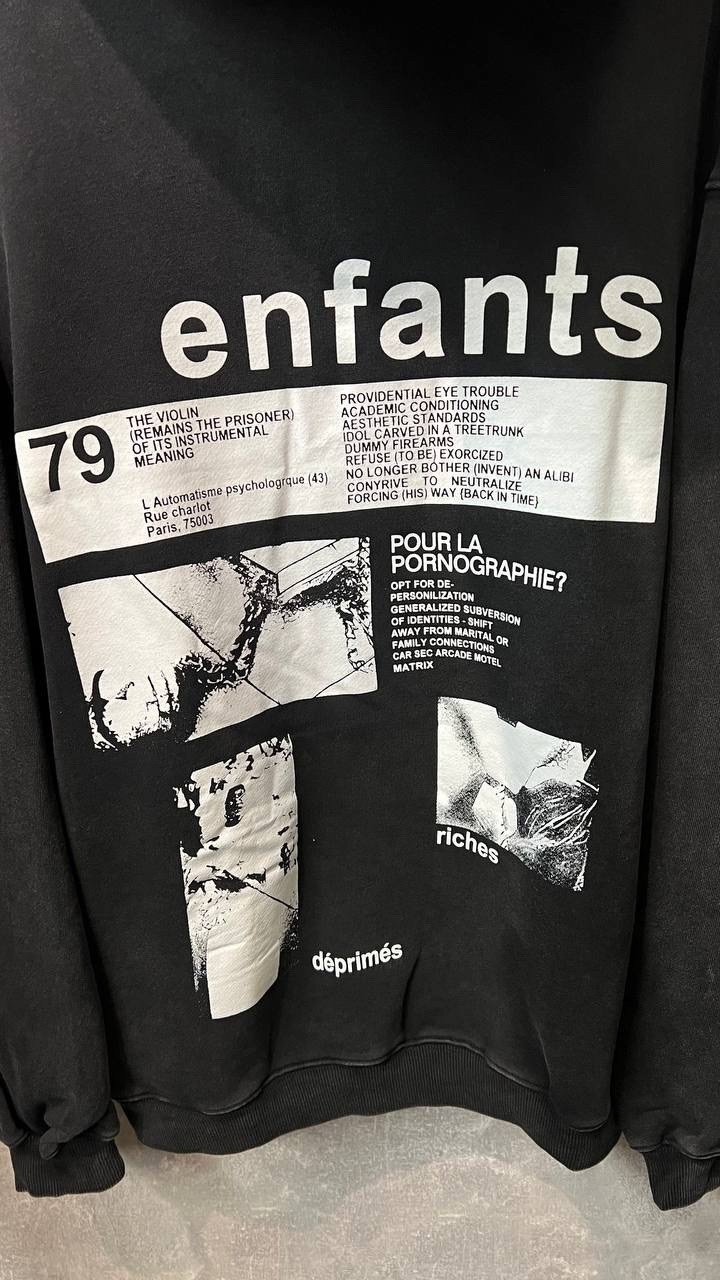 enfants
79
THE VIOLIN
(REMAINS THE PRISONER)
OF ITS INSTRUMENTAL
MEANING
L Automatisme psychologrque (43)
Rue charlot
Paris, 75003
PROVIDENTIAL EYE TROUBLE
ACADEMIC CONDITIONING
AESTHETIC STANDARDS
IDOL CARVED IN A TREETRUNK
DUMMY FIREARMS
REFUSE (TO BE) EXORCIZED
NO LONGER BOTHER (INVENT) AN ALIBI
CONYRIVE TO NEUTRALIZE
FORCING (HIS) WAY {BACK IN TIME}
POUR LA
PORNOGRAPHIE?
OPT FOR DE-
PERSONILIZATION
GENERALIZED SUBVERSION
OF IDENTITIES - SHIFT
AWAY FROM MARITAL OR
FAMILY CONNECTIONS
CAR SEC ARCADE MOTEL
MATRIX
riches
déprimés